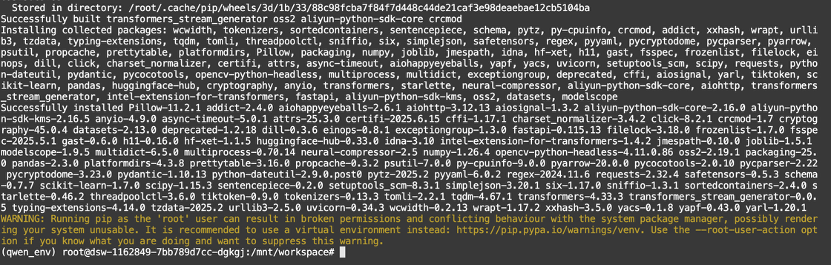 Stored in directory: /root/.cache/pip/wheels/3d/1b/33/88c98fcba7f84f7d448c44de21caf3e98deaebae12cb5104ba
Successfully built transformers_stream_generator oss2 aliyun-python-sdk-core crcmod
Installing collected packages: wcwidth, tokenizers, sortedcontainers, sentencepiece, schema, pytz, py-cpuinfo, crcmod, addict, xxhash, wrapt, urlli
b3, tzdata, typing-extensions, tqdm, tomli, threadpoolctl, sniffio, six, simplejson, safetensors, regex, pyyaml, pycryptodome, pycparser, pyarrow,
psutil, propcache, prettytable, platformdirs, Pillow, packaging, numpy, joblib, jmespath, idna, hf-xet, h11, gast, fsspec, frozenlist, filelock, ei
nops, dill, click, charset_normalizer, certifi, attrs, async-timeout, aiohappyeyeballs, yapf, yacs, uvicorn, setuptools_scm, scipy, requests, pytho
n-dateutil, pydantic, pycocotools, opencv-python-headless, multiprocess, multidict, exceptiongroup, deprecated, cffi, aiosignal, yarl, tiktoken, sc
ikit-learn, pandas, huggingface-hub, cryptography, anyio, transformers, starlette, neural-compressor, aliyun-python-sdk-core, aiohttp, transformers
_stream_generator, intel-extension-for-transformers, fastapi, aliyun-python-sdk-kms, oss2, datasets, modelscope
Successfully installed Pillow-11.2.1 addict-2.4.0 aiohappyeyeballs-2.6.1 aiohttp-3.12.13 aiosignal-1.3.2 aliyun-python-sdk-core-2.16.0 aliyun-pytho
n-sdk-kms-2.16.5 anyio-4.9.0 async-timeout-5.0.1 attrs-25.3.0 certifi-2025.6.15 cffi-1.17.1 charset_normalizer-3.4.2 click-8.2.1 crcmod-1.7 cryptog
raphy-45.0.4 datasets-2.13.0 deprecated-1.2.18 dill-0.3.6 einops-0.8.1 exceptiongroup-1.3.0 fastapi-0.115.13 filelock-3.18.0 frozenlist-1.7.0 fsspe
c-2025.5.1 gast-0.6.0 h11-0.16.0 hf-xet-1.1.5 huggingface-hub-0.33.0 idna-3.10 intel-extension-for-transformers-1.4.2 jmespath-0.10.0 joblib-1.5.1
modelscope-1.9.5 multidict-6.5.0 multiprocess-0.70.14 neural-compressor-2.5 numpy-1.26.4 opencv-python-headless-4.11.0.86 oss2-2.19.1 packaging-25.
0 pandas-2.3.0 platformdirs-4.3.8 prettytable-3.16.0 propcache-0.3.2 psutil-7.0.0 py-cpuinfo-9.0.0 pyarrow-20.0.0 pycocotools-2.0.10 pycparser-2.22
 pycryptodome-3.23.0 pydantic-1.10.13 python-dateutil-2.9.0.post0 pytz-2025.2 pyyaml-6.0.2 regex-2024.11.6 requests-2.32.4 safetensors-0.5.3 schema
-0.7.7 scikit-learn-1.7.0 scipy-1.15.3 sentencepiece-0.2.0 setuptools_scm-8.3.1 simplejson-3.20.1 six-1.17.0 sniffio-1.3.1 sortedcontainers-2.4.0 s
tarlette-0.46.2 threadpoolctl-3.6.0 tiktoken-0.9.0 tokenizers-0.13.3 tomli-2.2.1 tqdm-4.67.1 transformers-4.33.3 transformers_stream_generator-0.0.
5 typing-extensions-4.14.0 tzdata-2025.2 urllib3-2.5.0 uvicorn-0.34.3 wcwidth-0.2.13 wrapt-1.17.2 xxhash-3.5.0 yacs-0.1.8 yapf-0.43.0 yarl-1.20.1
WARNING: Running pip as the 'root' user can result in broken permissions and conflicting behaviour with the system package manager, possibly render
ing your system unusable. It is recommended to use a virtual environment instead: https://pip.pypa.io/warnings/venv. Use the --root-user-action opt
ion if you know what you are doing and want to suppress this warning.
(qwen_env) root@dsw-1162849-7bb789d7cc-dgkgj:/mnt/workspace#